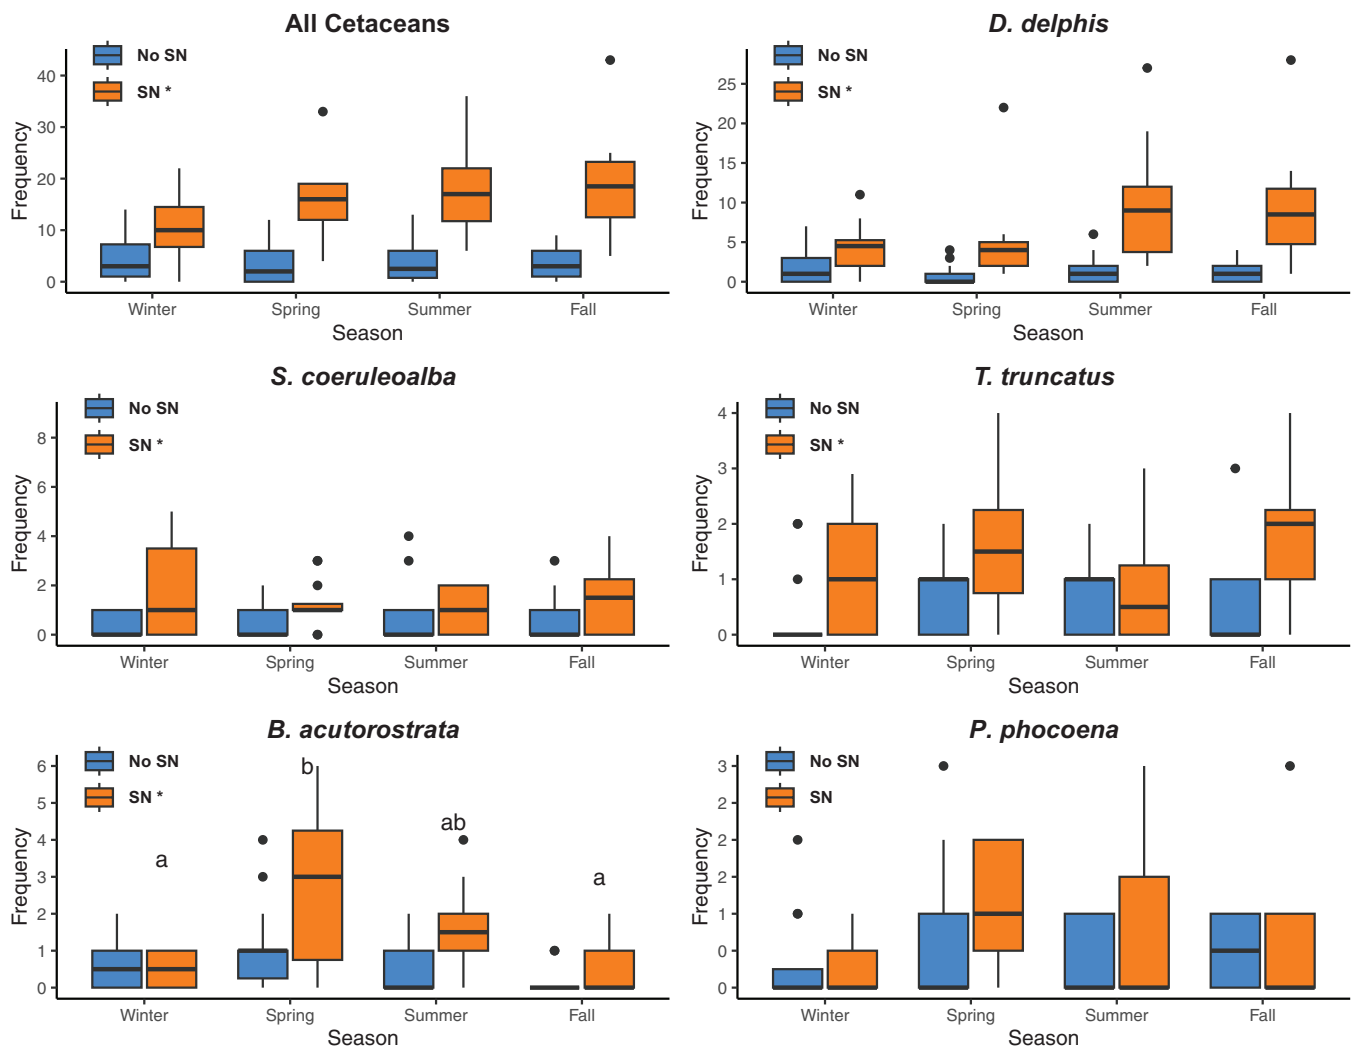 All Cetaceans
No SN
SN *
Frequency
40
30
20
10
0
Winter Spring Summer Fall
Season
D. delphis
No SN
SN *
Frequency
25
20
15
10
5
0
Winter Spring Summer Fall
Season
S. coeruleoalba
No SN
SN *
Frequency
8
6
4
2
0
Winter Spring Summer Fall
Season
T. truncatus
No SN
SN *
Frequency
4
3
2
1
0
Winter Spring Summer Fall
Season
B. acutorostrata
No SN
SN *
Frequency
6
5
4
3
2
1
0
a
b
ab
a
Winter Spring Summer Fall
Season
P. phocoena
No SN
SN
Frequency
3
2
2
2
1
0
0
Winter Spring Summer Fall
Season